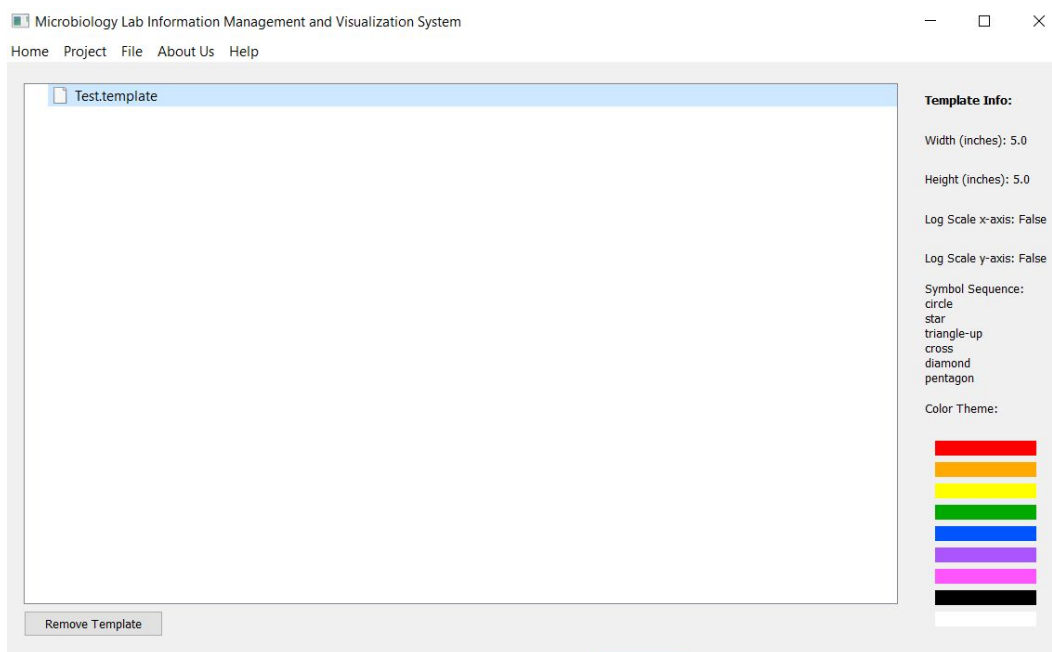 Microbiology Lab Information Management and Visualization System
Home Project File About Us Help
Test.template
Template Info:
Width (inches): 5.0
Height (inches): 5.0
Log Scale x-axis: False
Log Scale y-axis: False
Symbol Sequence:
circle
star
triangle-up
cross
diamond
pentagon
Color Theme:
Remove Template